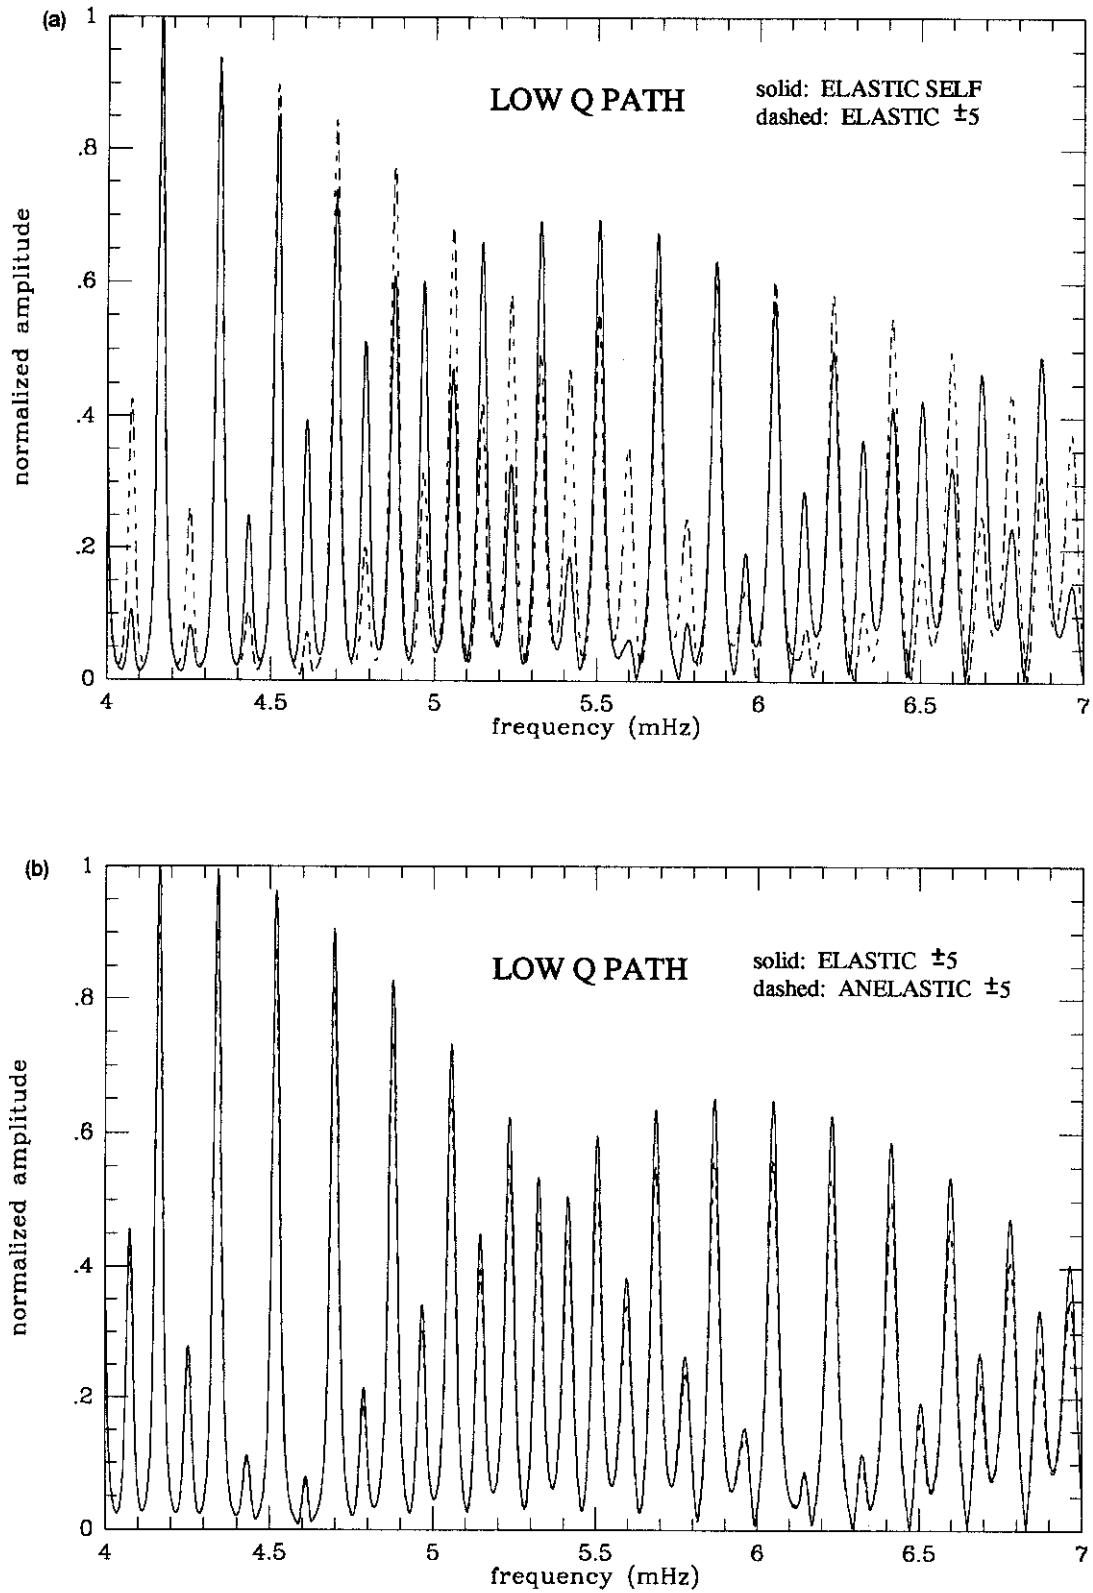 (a)
1
.8
.6
.4
.2
0
normalized amplitude
LOW Q PATH
solid: ELASTIC SELF
dashed: ELASTIC ±5
4
4.5
5
5.5
6
6.5
7
frequency (mHz)
(b)
1
.8
.6
.4
.2
0
normalized amplitude
LOW Q PATH
solid: ELASTIC ±5
dashed: ANELASTIC ±5
4
4.5
5
5.5
6
6.5
7
frequency (mHz)